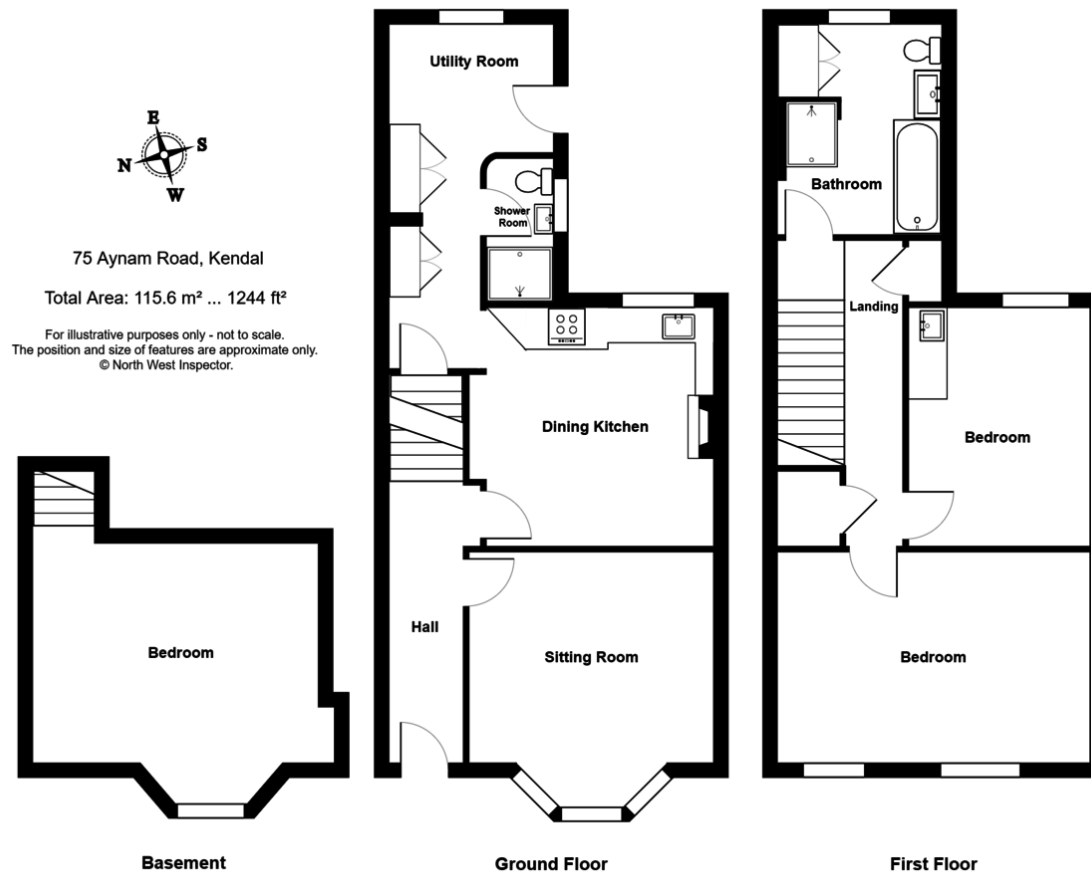 E
N
S
W
75 Aynam Road, Kendal
Total Area: 115.6 m² ... 1244 ft²
For illustrative purposes only - not to scale.
The position and size of features are approximate only.
© North West Inspector.
Bedroom
Basement
Utility Room
Shower
Room
Dining Kitchen
Hall
Sitting Room
Ground Floor
Bathroom
Landing
Bedroom
Bedroom
First Floor